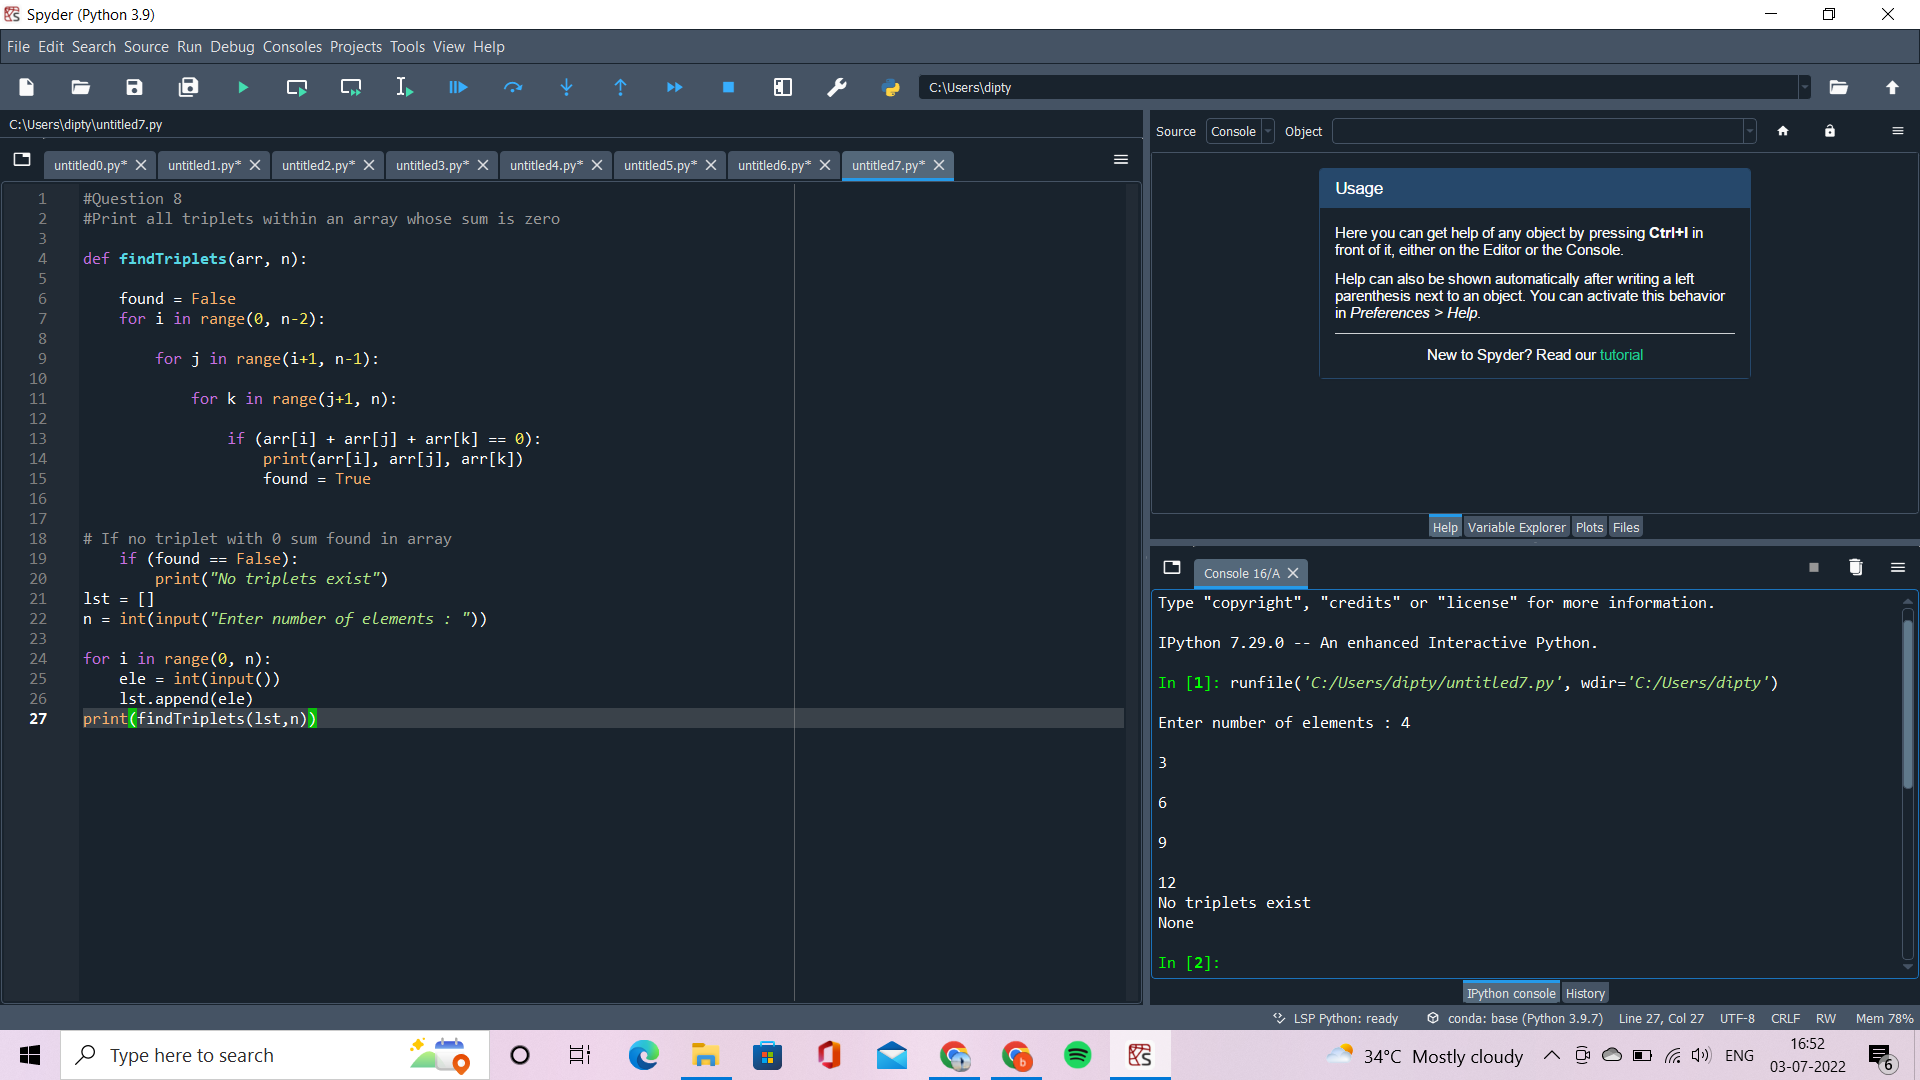 Spyder (Python 3.9)
File Edit Search Source Run Debug Consoles Projects Tools View Help
C:\Users\dipty
C:\Users\dipty\untitled7.py
untitled0.py* untitled1.py* untitled2.py* untitled3.py* untitled4.py* untitled5.py* untitled6.py* untitled7.py*
1 #Question 8
2 #Print all triplets within an array whose sum is zero
3
4 def findTriplets(arr, n):
5
6     found = False
7     for i in range(0, n-2):
8
9         for j in range(i+1, n-1):
10
11             for k in range(j+1, n):
12
13                 if (arr[i] + arr[j] + arr[k] == 0):
14                     print(arr[i], arr[j], arr[k])
15                     found = True
16
17
18 # If no triplet with 0 sum found in array
19     if (found == False):
20         print("No triplets exist")
21 lst = []
22 n = int(input("Enter number of elements : "))
23
24 for i in range(0, n):
25     ele = int(input())
26     lst.append(ele)
27 print(findTriplets(lst,n))
Source Console Object
Usage
Here you can get help of any object by pressing Ctrl+I in
front of it, either on the Editor or the Console.
Help can also be shown automatically after writing a left
parenthesis next to an object. You can activate this behavior
in Preferences > Help.
New to Spyder? Read our tutorial
Help Variable Explorer Plots Files
Console 16/A
Type "copyright", "credits" or "license" for more information.
IPython 7.29.0 -- An enhanced Interactive Python.
In [1]: runfile('C:/Users/dipty/untitled7.py', wdir='C:/Users/dipty')
Enter number of elements : 4
3
6
9
12
No triplets exist
None
In [2]:
IPython console History
LSP Python: ready conda: base (Python 3.9.7) Line 27, Col 27 UTF-8 CRLF RW Mem 78%
Type here to search
34°C Mostly cloudy ENG
16:52
03-07-2022
6